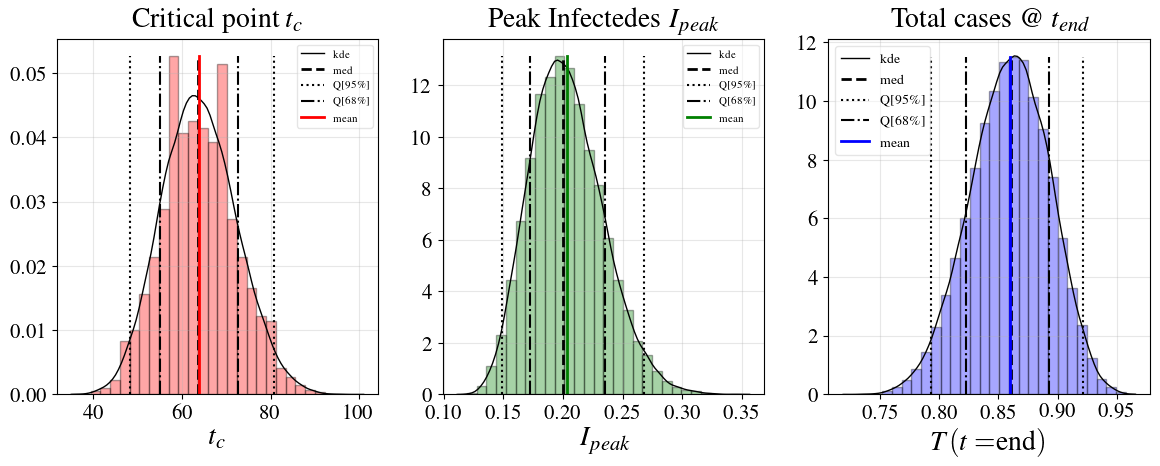 Critical point t_c
kde
med
Q[95%]
Q[68%]
mean
0.05
0.04
0.03
0.02
0.01
0.00
40 60 80 100
t_c
Peak Infectedes I_peak
kde
med
Q[95%]
Q[68%]
mean
12
10
8
6
4
2
0
0.10 0.15 0.20 0.25 0.30 0.35
I_peak
Total cases @ t_end
kde
med
Q[95%]
Q[68%]
mean
12
10
8
6
4
2
0
0.75 0.80 0.85 0.90 0.95
T (t =end)